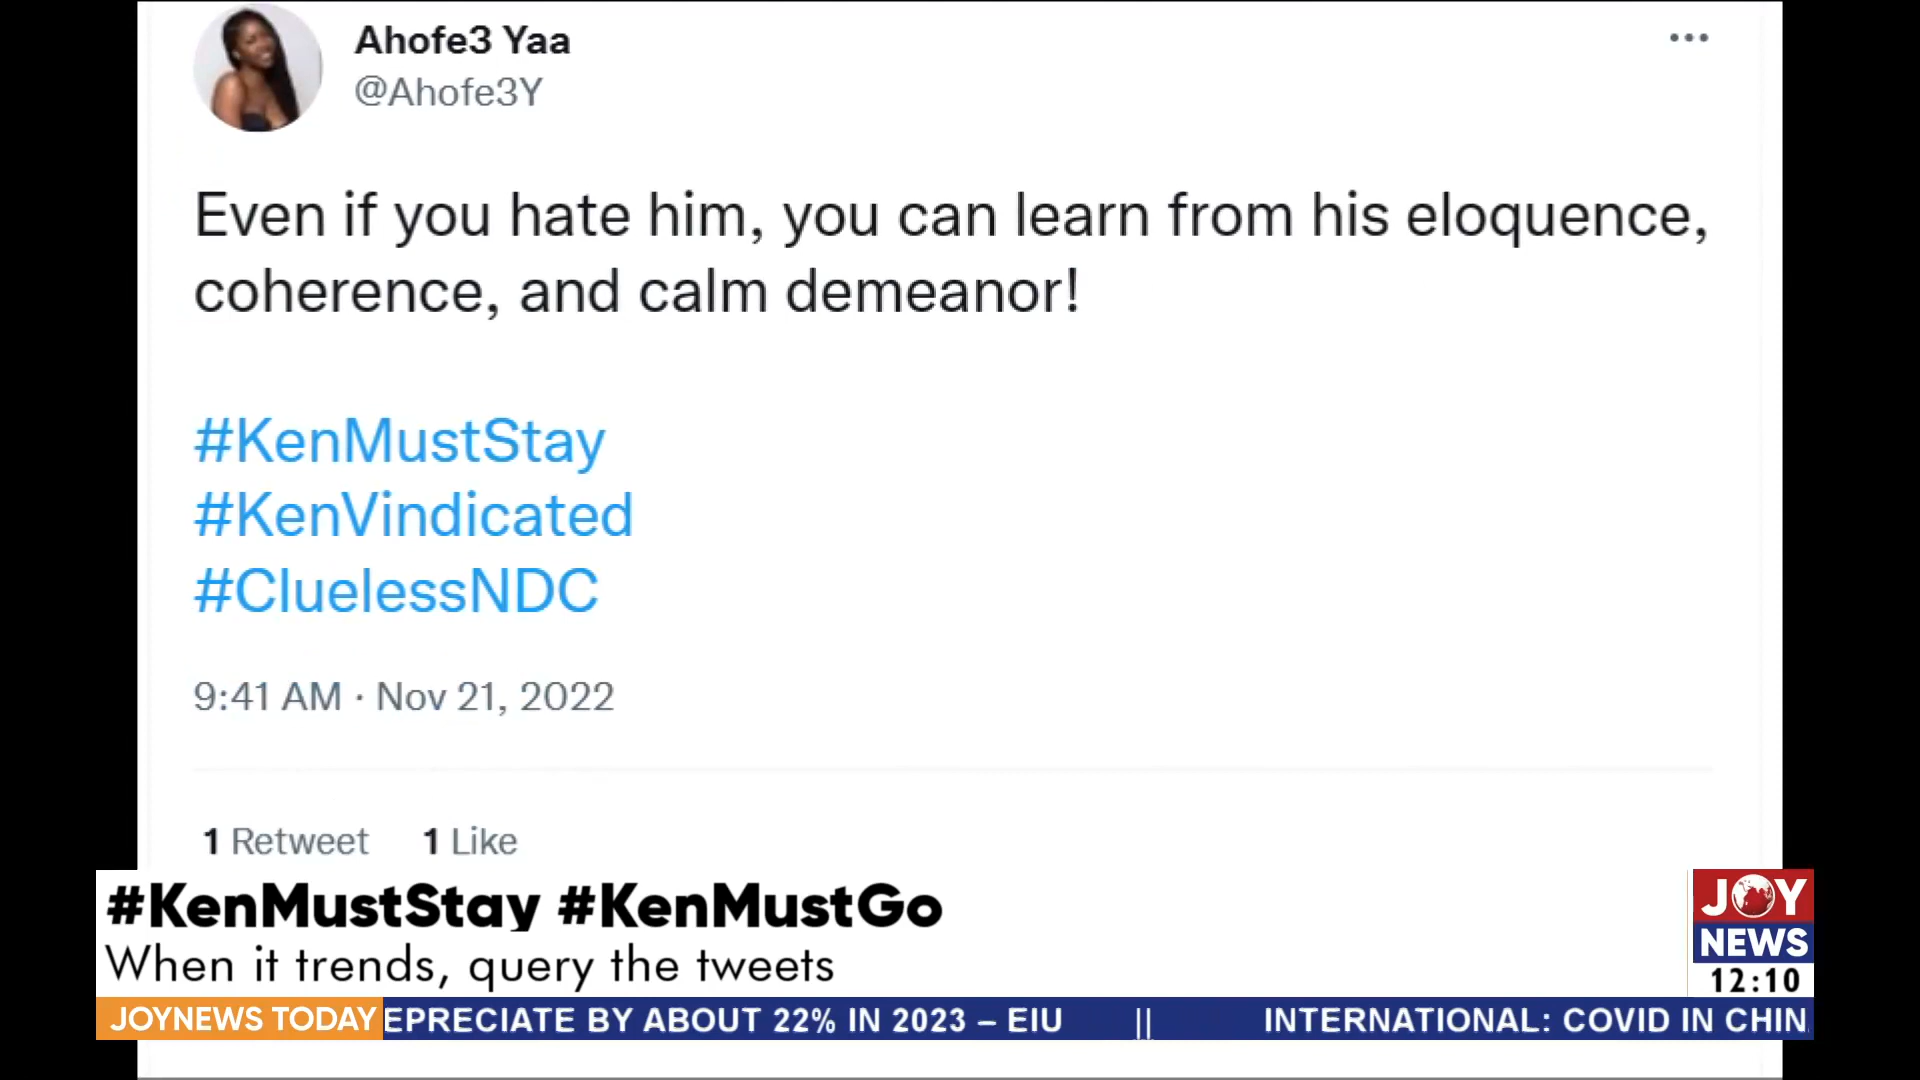 Ahofe3 Yaa
@Ahofe3Y
Even if you hate him, you can learn from his eloquence,
coherence, and calm demeanor!
#KenMustStay
#KenVindicated
#CluelessNDC
9:41 AM · Nov 21, 2022
1 Retweet 1 Like
#KenMustStay #KenMustGo
When it trends, query the tweets
JOY
NEWS
12:10
JOYNEWS TODAY EPRECIATE BY ABOUT 22% IN 2023 – EIU || INTERNATIONAL: COVID IN CHIN